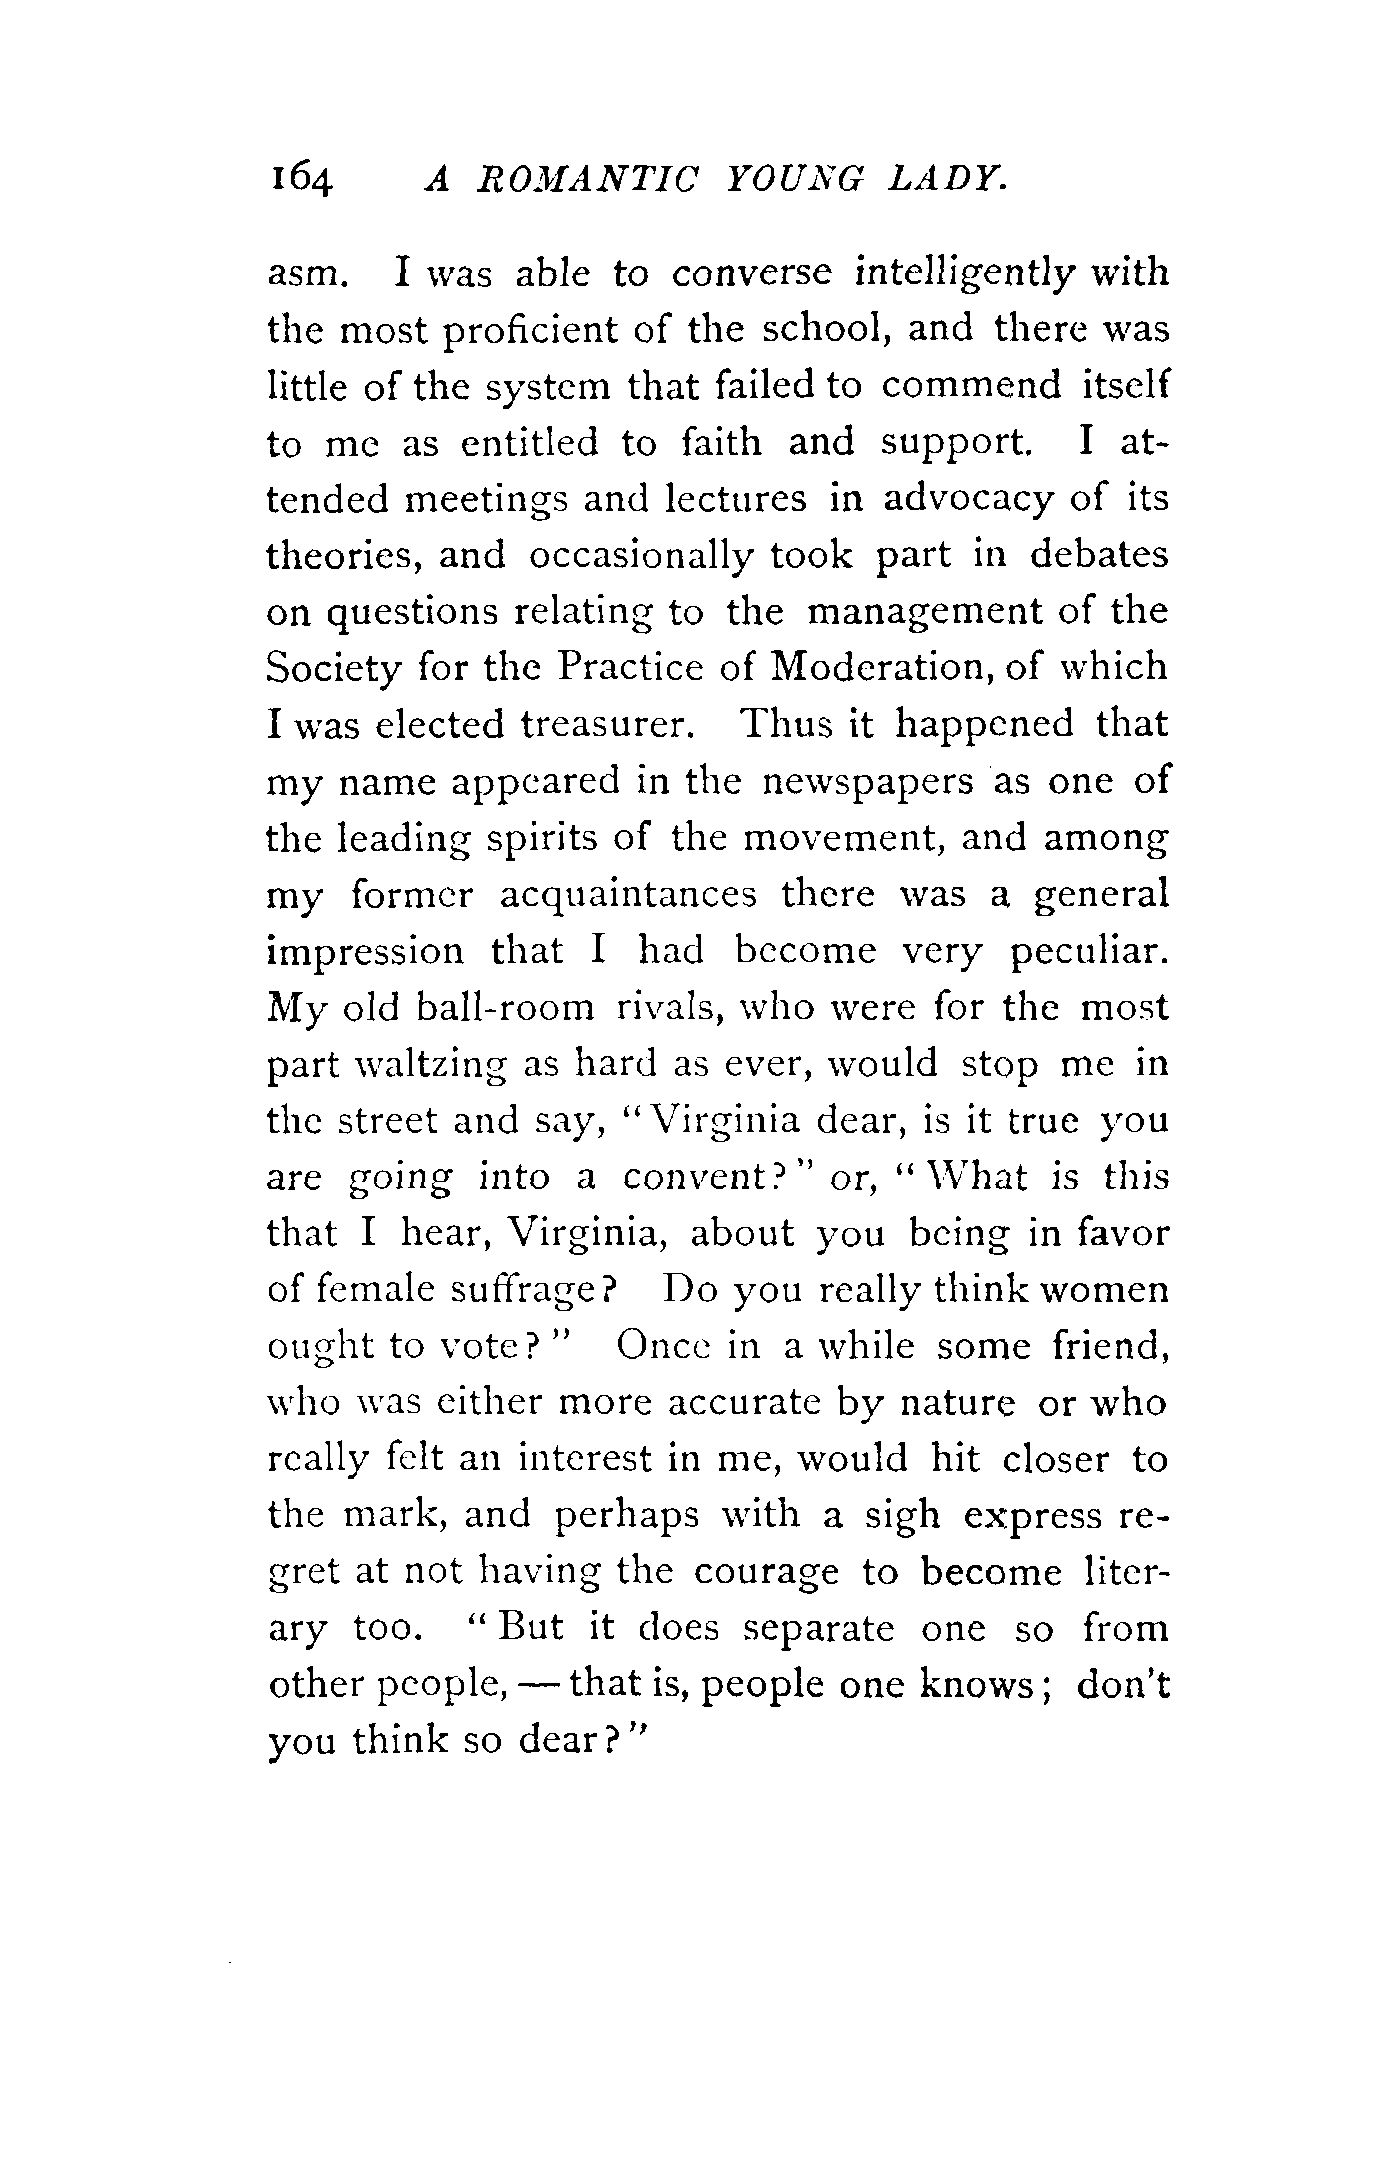 164 A ROMANTIC YOUNG LADY.
asm. I was able to converse intelligently with
the most proficient of the school, and there was
little of the system that failed to commend itself
to me as entitled to faith and support. I at-
tended meetings and lectures in advocacy of its
theories, and occasionally took part in debates
on questions relating to the management of the
Society for the Practice of Moderation, of which
I was elected treasurer. Thus it happened that
my name appeared in the newspapers as one of
the leading spirits of the movement, and among
my former acquaintances there was a general
impression that I had become very peculiar.
My old ball-room rivals, who were for the most
part waltzing as hard as ever, would stop me in
the street and say, "Virginia dear, is it true you
are going into a convent?" or, "What is this
that I hear, Virginia, about you being in favor
of female suffrage? Do you really think women
ought to vote?" Once in a while some friend,
who was either more accurate by nature or who
really felt an interest in me, would hit closer to
the mark, and perhaps with a sigh express re-
gret at not having the courage to become liter-
ary too. "But it does separate one so from
other people, — that is, people one knows; don't
you think so dear?"